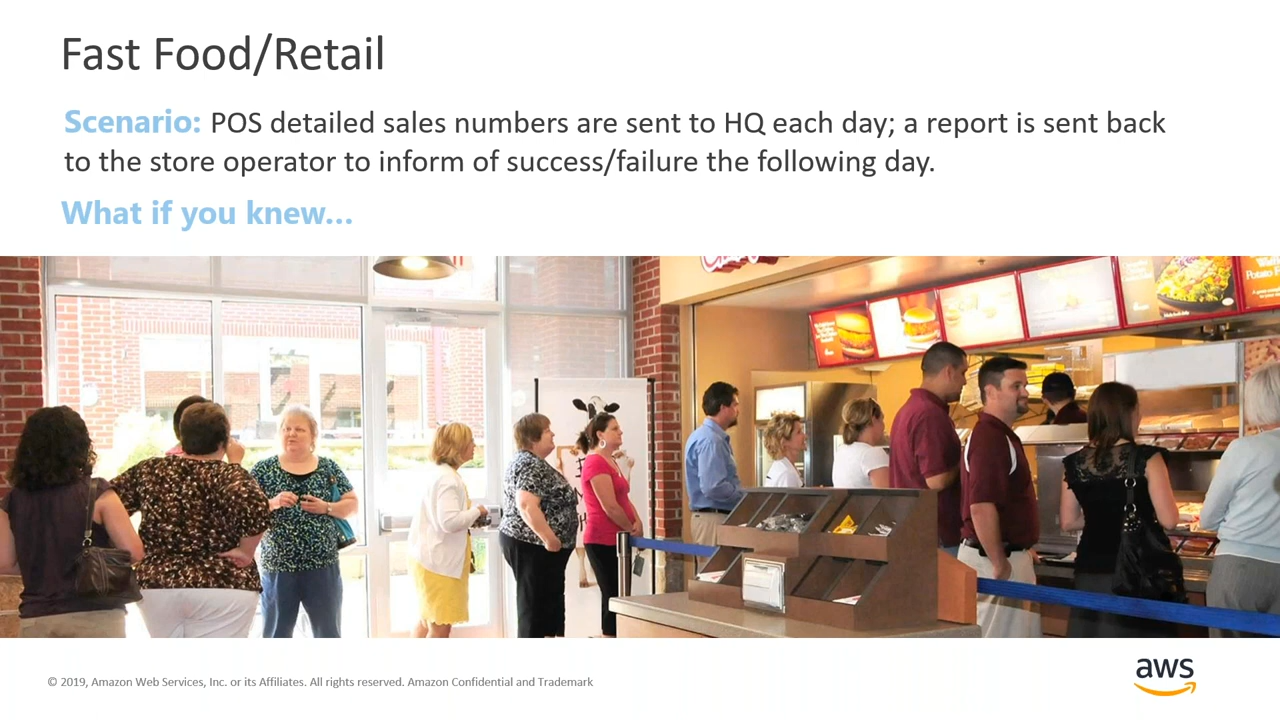 Fast Food/Retail
Scenario: POS detailed sales numbers are sent to HQ each day; a report is sent back
to the store operator to inform of success/failure the following day.
What if you knew...
© 2019, Amazon Web Services, Inc. or its Affiliates. All rights reserved. Amazon Confidential and Trademark
aws